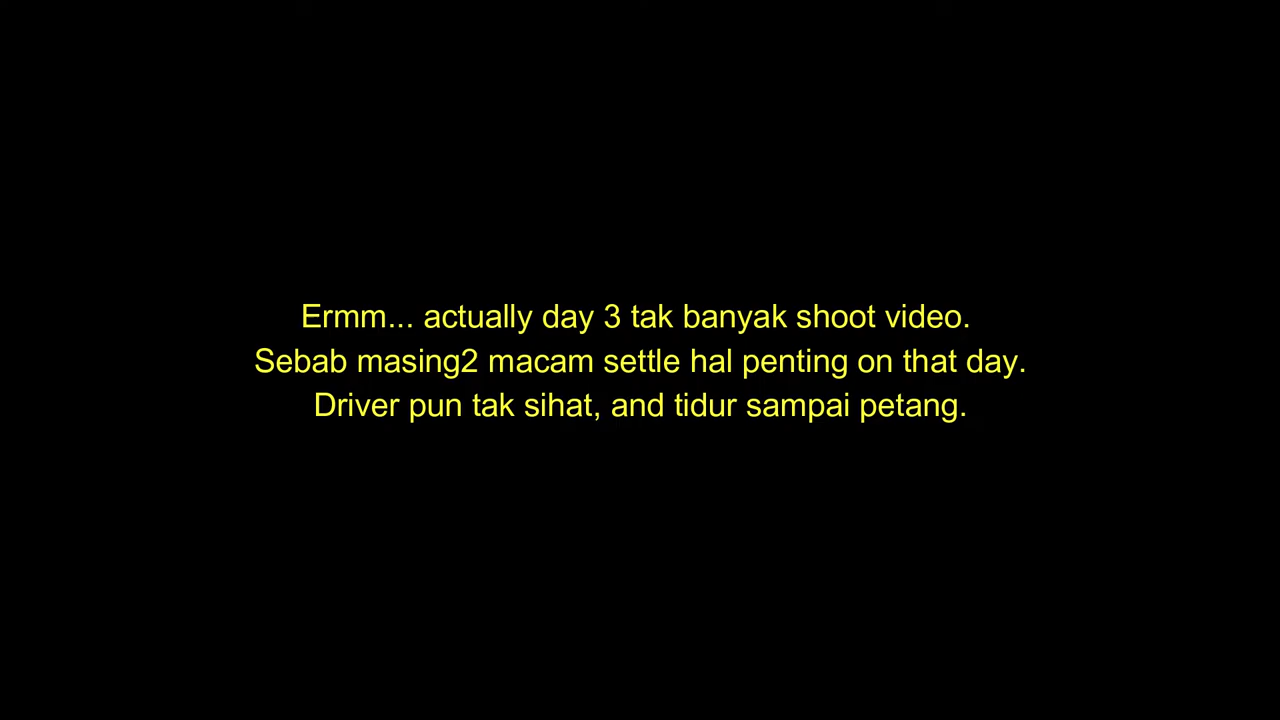 Ermm... actually day 3 tak banyak shoot video.
Sebab masing2 macam settle hal penting on that day.
Driver pun tak sihat, and tidur sampai petang.